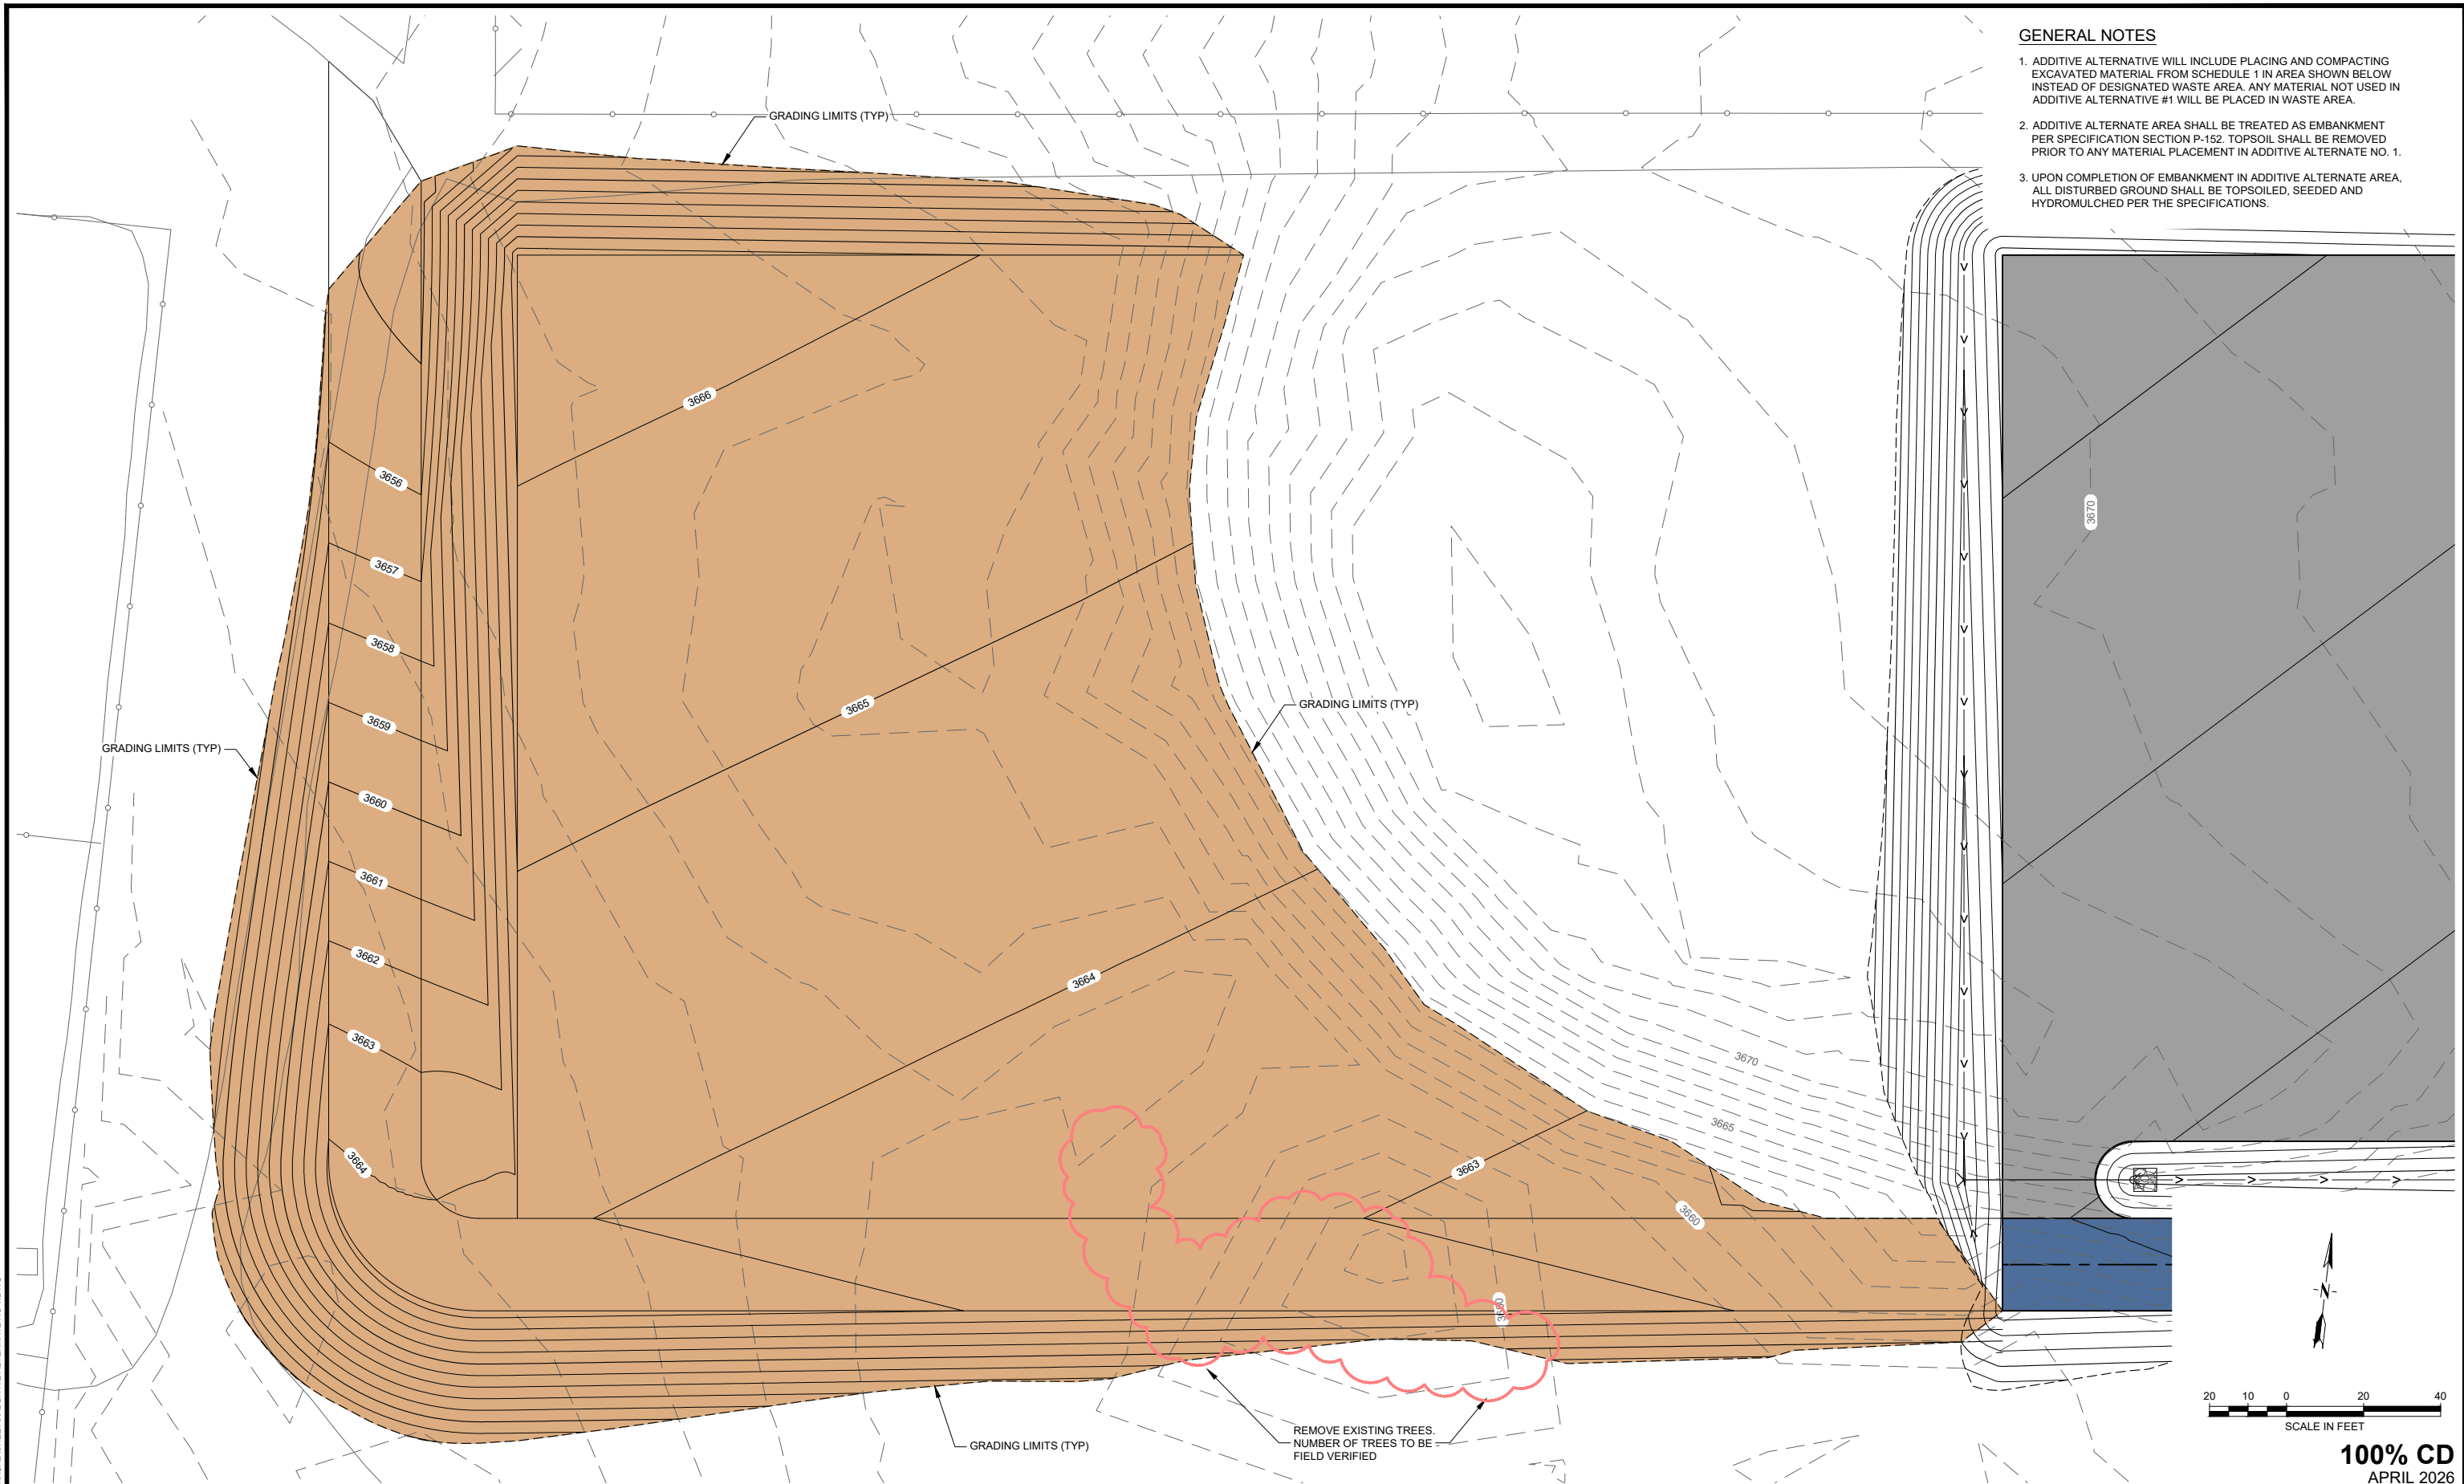 GENERAL NOTES
1. ADDITIVE ALTERNATIVE WILL INCLUDE PLACING AND COMPACTING
EXCAVATED MATERIAL FROM SCHEDULE 1 IN AREA SHOWN BELOW
INSTEAD OF DESIGNATED WASTE AREA. ANY MATERIAL NOT USED IN
ADDITIVE ALTERNATIVE #1 WILL BE PLACED IN WASTE AREA.
2. ADDITIVE ALTERNATE AREA SHALL BE TREATED AS EMBANKMENT
PER SPECIFICATION SECTION P-152. TOPSOIL SHALL BE REMOVED
PRIOR TO ANY MATERIAL PLACEMENT IN ADDITIVE ALTERNATE NO. 1.
3. UPON COMPLETION OF EMBANKMENT IN ADDITIVE ALTERNATE AREA,
ALL DISTURBED GROUND SHALL BE TOPSOILED, SEEDED AND
HYDROMULCHED PER THE SPECIFICATIONS.
GRADING LIMITS (TYP)
3666
3656
3670
3657
3658
3665
GRADING LIMITS (TYP)
3659
GRADING LIMITS (TYP)
3660
3661
3662
3664
3663
3670
3665
3664
3663
3660
3660
-N-
20 10 0 20 40
SCALE IN FEET
REMOVE EXISTING TREES.
NUMBER OF TREES TO BE
FIELD VERIFIED
GRADING LIMITS (TYP)
100% CD
APRIL 2026